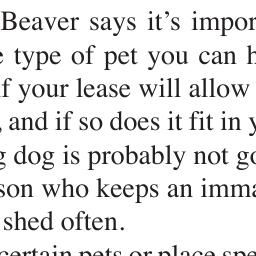 Beaver says it’s impor
type of pet you can h
f your lease will allow
, and if so does it fit in y
g dog is probably not go
son who keeps an imma
shed often.
certain pets or place spe